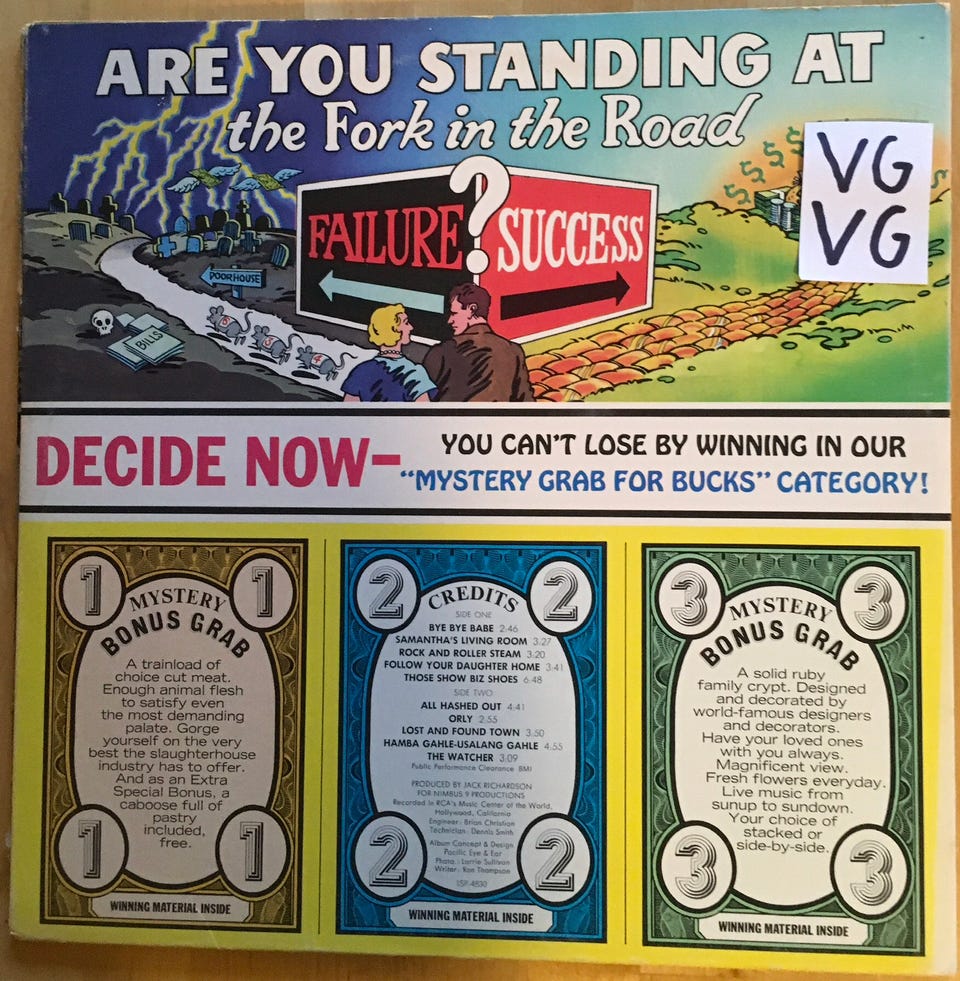 ARE YOU STANDING AT
the Fork in the Road
VG
VG
FAILURE ? SUCCESS
POORHOUSE
BILLS
DECIDE NOW—
YOU CAN'T LOSE BY WINNING IN OUR
"MYSTERY GRAB FOR BUCKS" CATEGORY!
1 1
MYSTERY
BONUS GRAB
A trainload of
choice cut meat.
Enough animal flesh
to satisfy even
the most demanding
palate. Gorge
yourself on the very
best the slaughterhouse
industry has to offer.
And as an Extra
Special Bonus, a
caboose full of
pastry
included,
free.
1 1
WINNING MATERIAL INSIDE
2 2
CREDITS
SIDE ONE
BYE BYE BABE 2:46
SAMANTHA'S LIVING ROOM 3:27
ROCK AND ROLLER STEAM 3:20
FOLLOW YOUR DAUGHTER HOME 3:41
THOSE SHOW BIZ SHOES 6:48
SIDE TWO
ALL HASHED OUT 4:41
ORLY 2:55
LOST AND FOUND TOWN 3:50
HAMBA GAHLE-USALANG GAHLE 4:55
THE WATCHER 3:09
Public Performance Clearance BMI
PRODUCED BY JACK RICHARDSON
FOR NIMBUS 9 PRODUCTIONS
Recorded in RCA's Music Center of the World,
Hollywood, California
Engineer: Brian Christian
Technician: Dennis Smith
Album Concept & Design
Pacific Eye & Ear
Photo: Lorrie Sullivan
Writer: Ron Thompson
LSP-4830
2 2
WINNING MATERIAL INSIDE
3 3
MYSTERY
BONUS GRAB
A solid ruby
family crypt. Designed
and decorated by
world-famous designers
and decorators.
Have your loved ones
with you always.
Magnificent view.
Fresh flowers everyday.
Live music from
sunup to sundown.
Your choice of
stacked or
side-by-side.
3 3
WINNING MATERIAL INSIDE